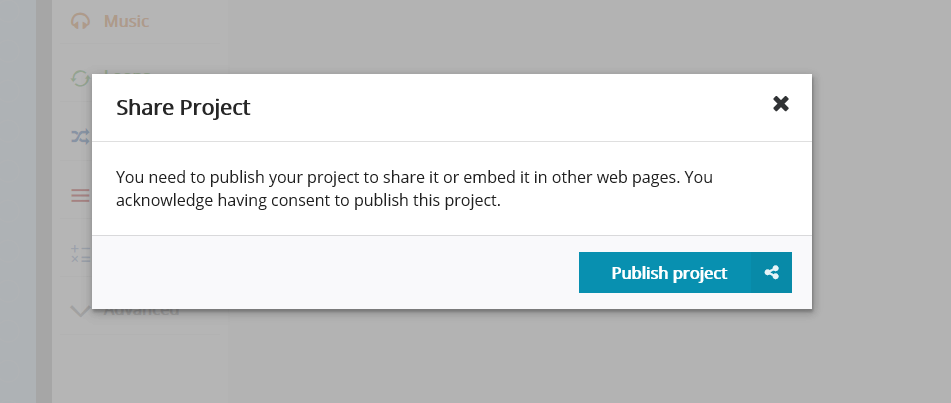 Music
Share Project
You need to publish your project to share it or embed it in other web pages. You
acknowledge having consent to publish this project.
Publish project
Advanced